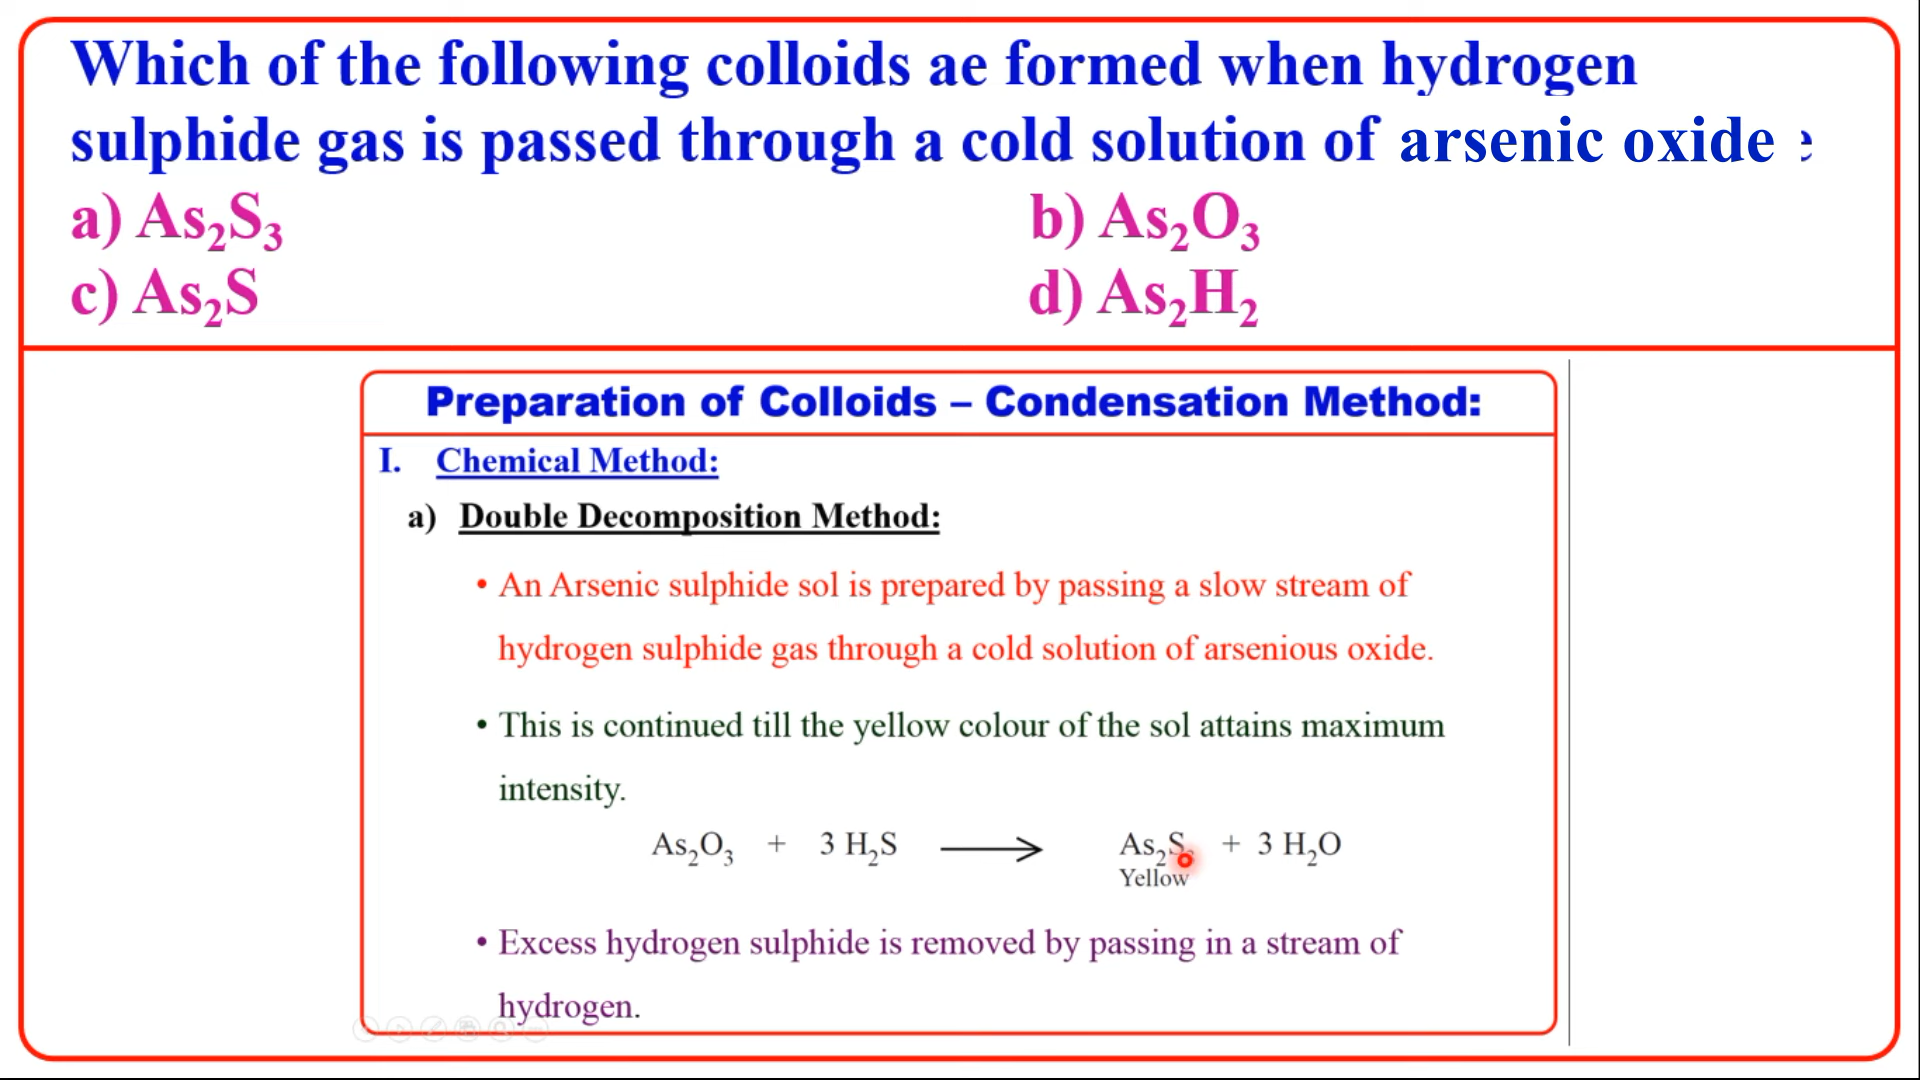 Which of the following colloids ae formed when hydrogen
sulphide gas is passed through a cold solution of arsenic oxide
a) As₂S₃ b) As₂O₃
c) As₂S d) As₂H₂
Preparation of Colloids – Condensation Method:
I. Chemical Method:
a) Double Decomposition Method:
• An Arsenic sulphide sol is prepared by passing a slow stream of
hydrogen sulphide gas through a cold solution of arsenious oxide.
• This is continued till the yellow colour of the sol attains maximum
intensity.
As₂O₃ + 3 H₂S ⟶ As₂S₃ + 3 H₂O
Yellow
• Excess hydrogen sulphide is removed by passing in a stream of
hydrogen.